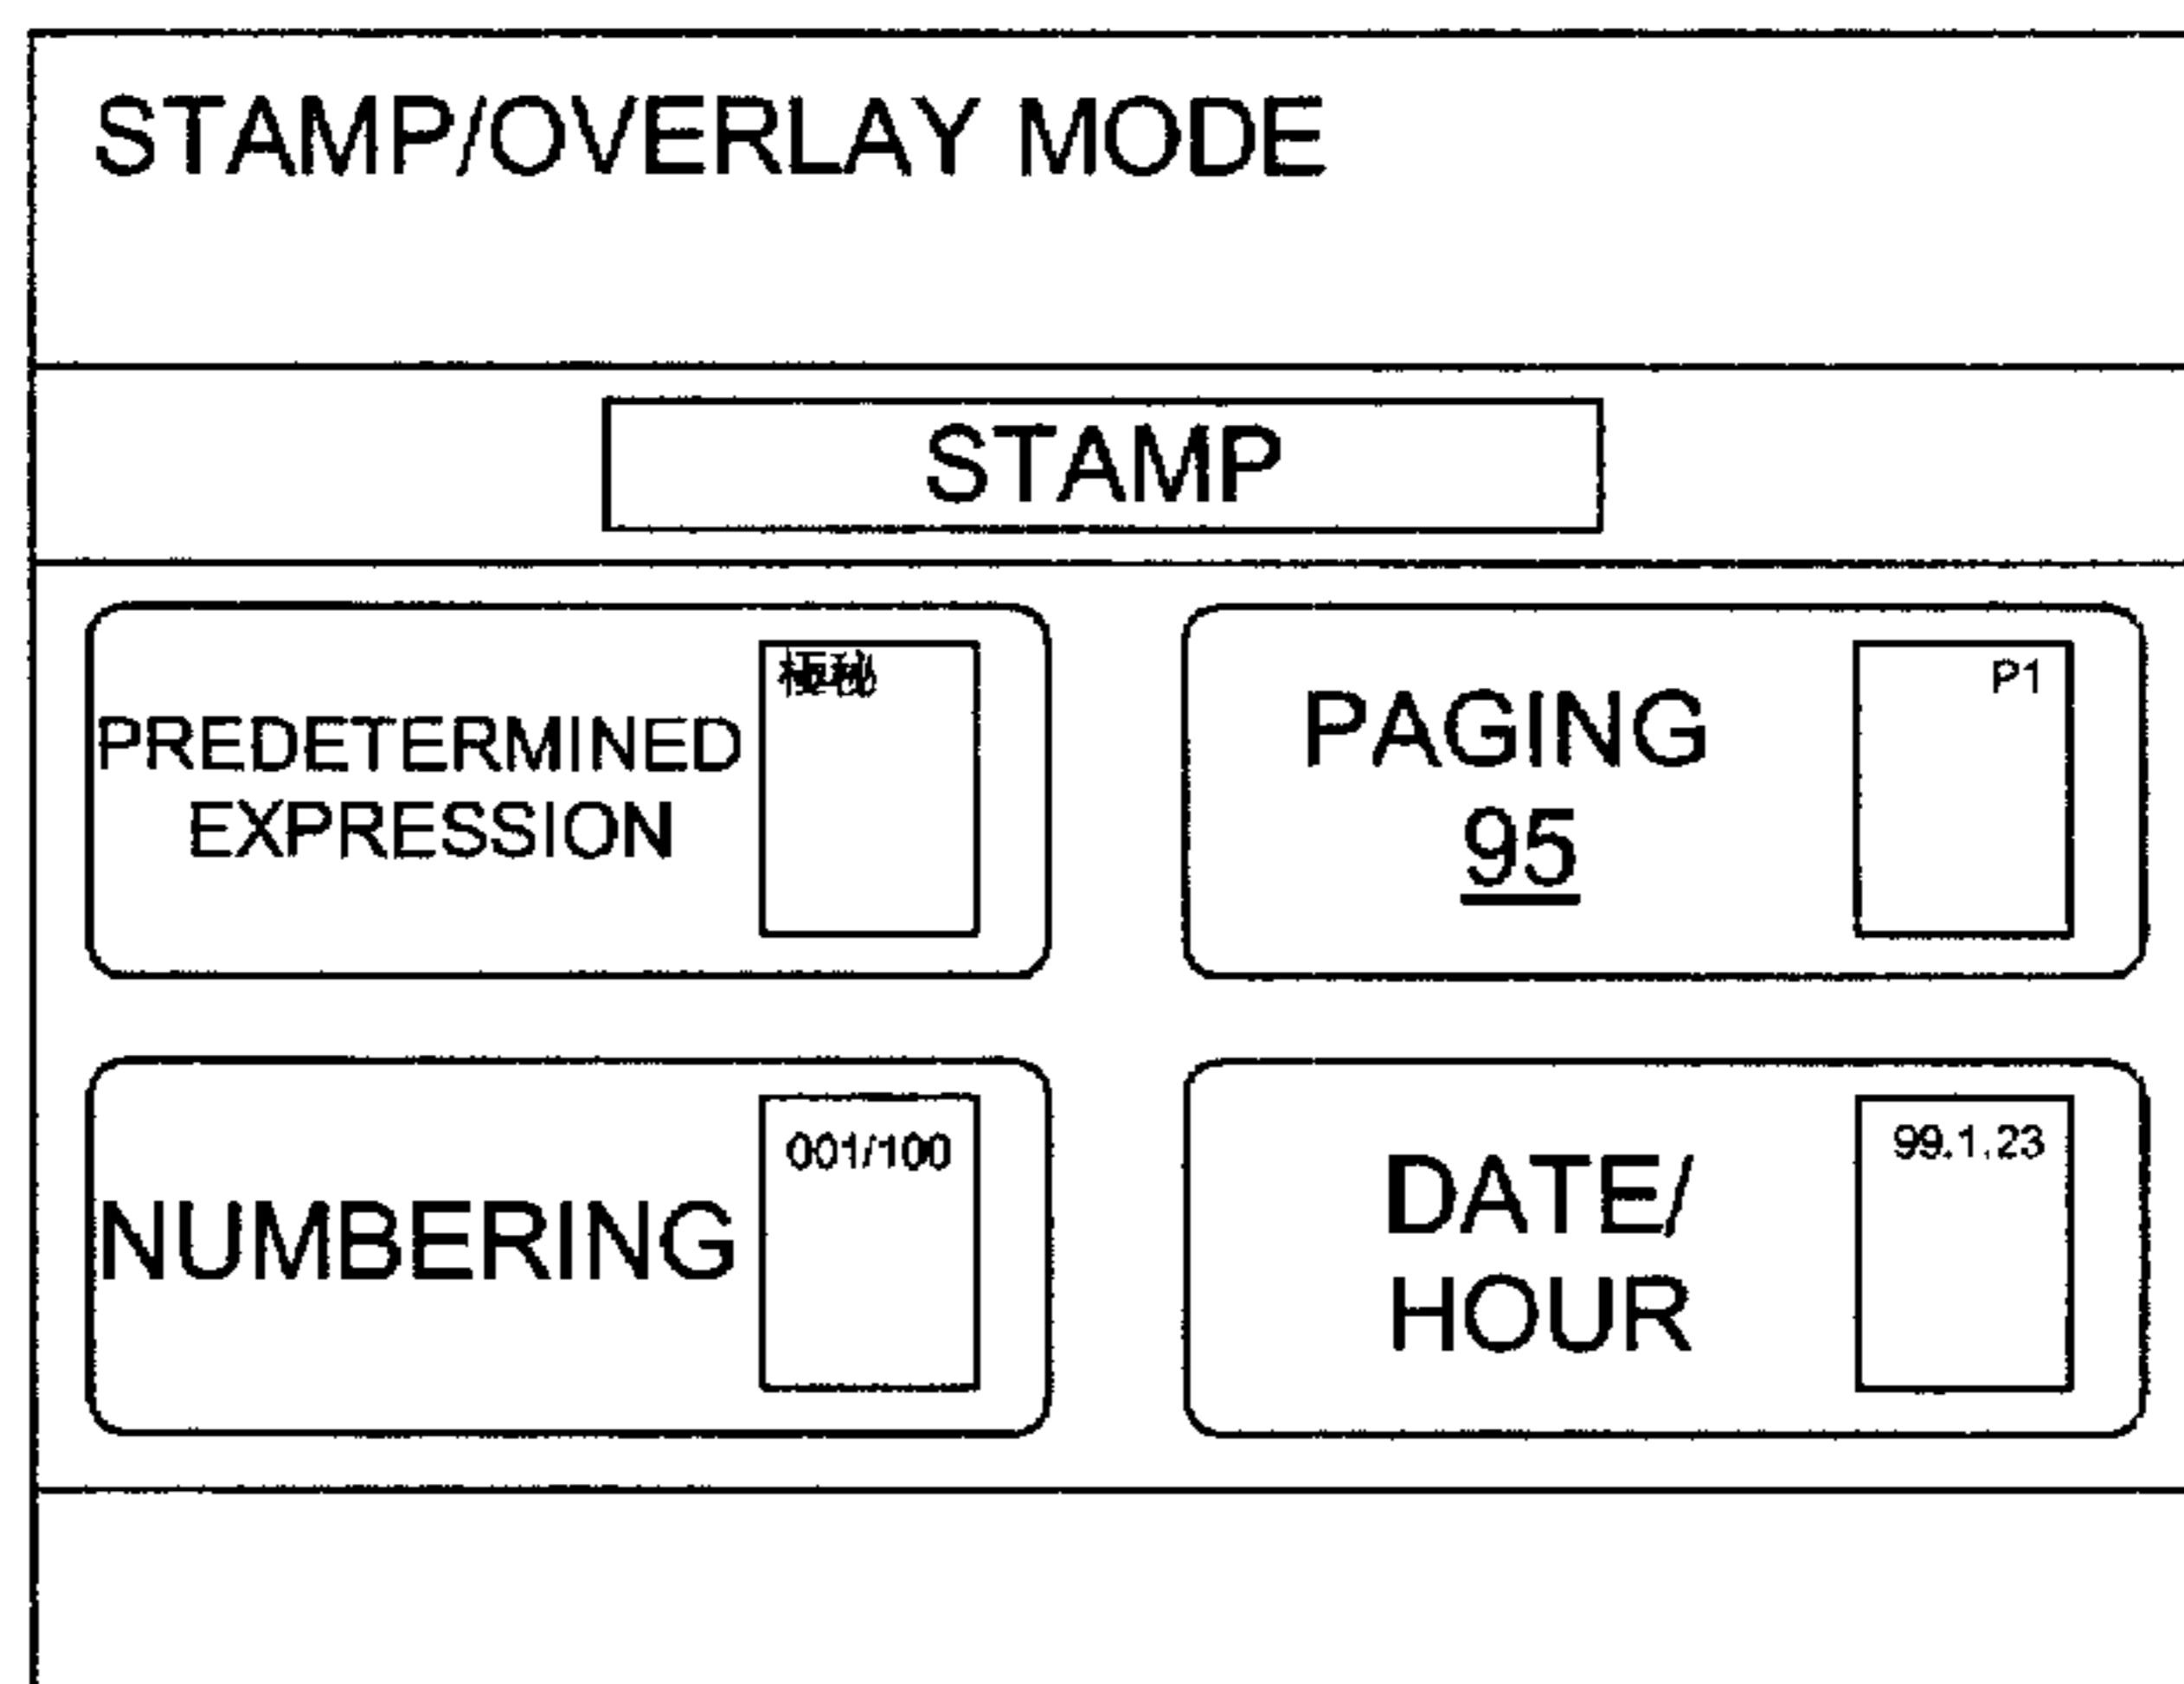 STAMP/OVERLAY MODE
STAMP
極秘
PREDETERMINED
EXPRESSION
P1
PAGING
95
001/100
NUMBERING
99.1.23
DATE/
HOUR